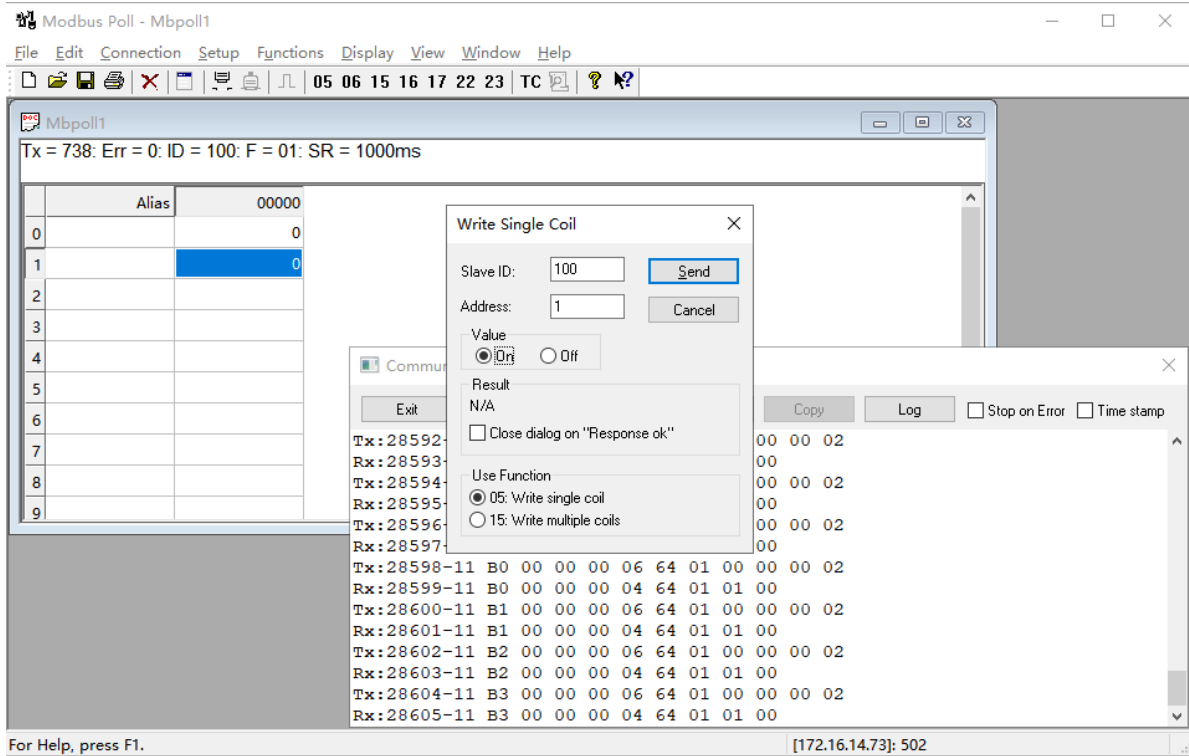 Modbus Poll - Mbpoll1
File Edit Connection Setup Functions Display View Window Help
05 06 15 16 17 22 23 TC
Mbpoll1
Tx = 738: Err = 0: ID = 100: F = 01: SR = 1000ms
Alias 00000
0 0
1 0
2
3
4
5
6
7
8
9
Write Single Coil
Slave ID: 100 Send
Address: 1 Cancel
Value
On Off
Result
N/A
Close dialog on "Response ok"
Use Function
05: Write single coil
15: Write multiple coils
Exit Copy Log Stop on Error Time stamp
Tx:28592- 00 00 02
Rx:28593- 00
Tx:28594- 00 00 02
Rx:28595- 00
Tx:28596- 00 00 02
Rx:28597- 00
Tx:28598-11 B0 00 00 00 06 64 01 00 00 00 02
Rx:28599-11 B0 00 00 00 04 64 01 01 00
Tx:28600-11 B1 00 00 00 06 64 01 00 00 00 02
Rx:28601-11 B1 00 00 00 04 64 01 01 00
Tx:28602-11 B2 00 00 00 06 64 01 00 00 00 02
Rx:28603-11 B2 00 00 00 04 64 01 01 00
Tx:28604-11 B3 00 00 00 06 64 01 00 00 00 02
Rx:28605-11 B3 00 00 00 04 64 01 01 00
For Help, press F1. [172.16.14.73]: 502